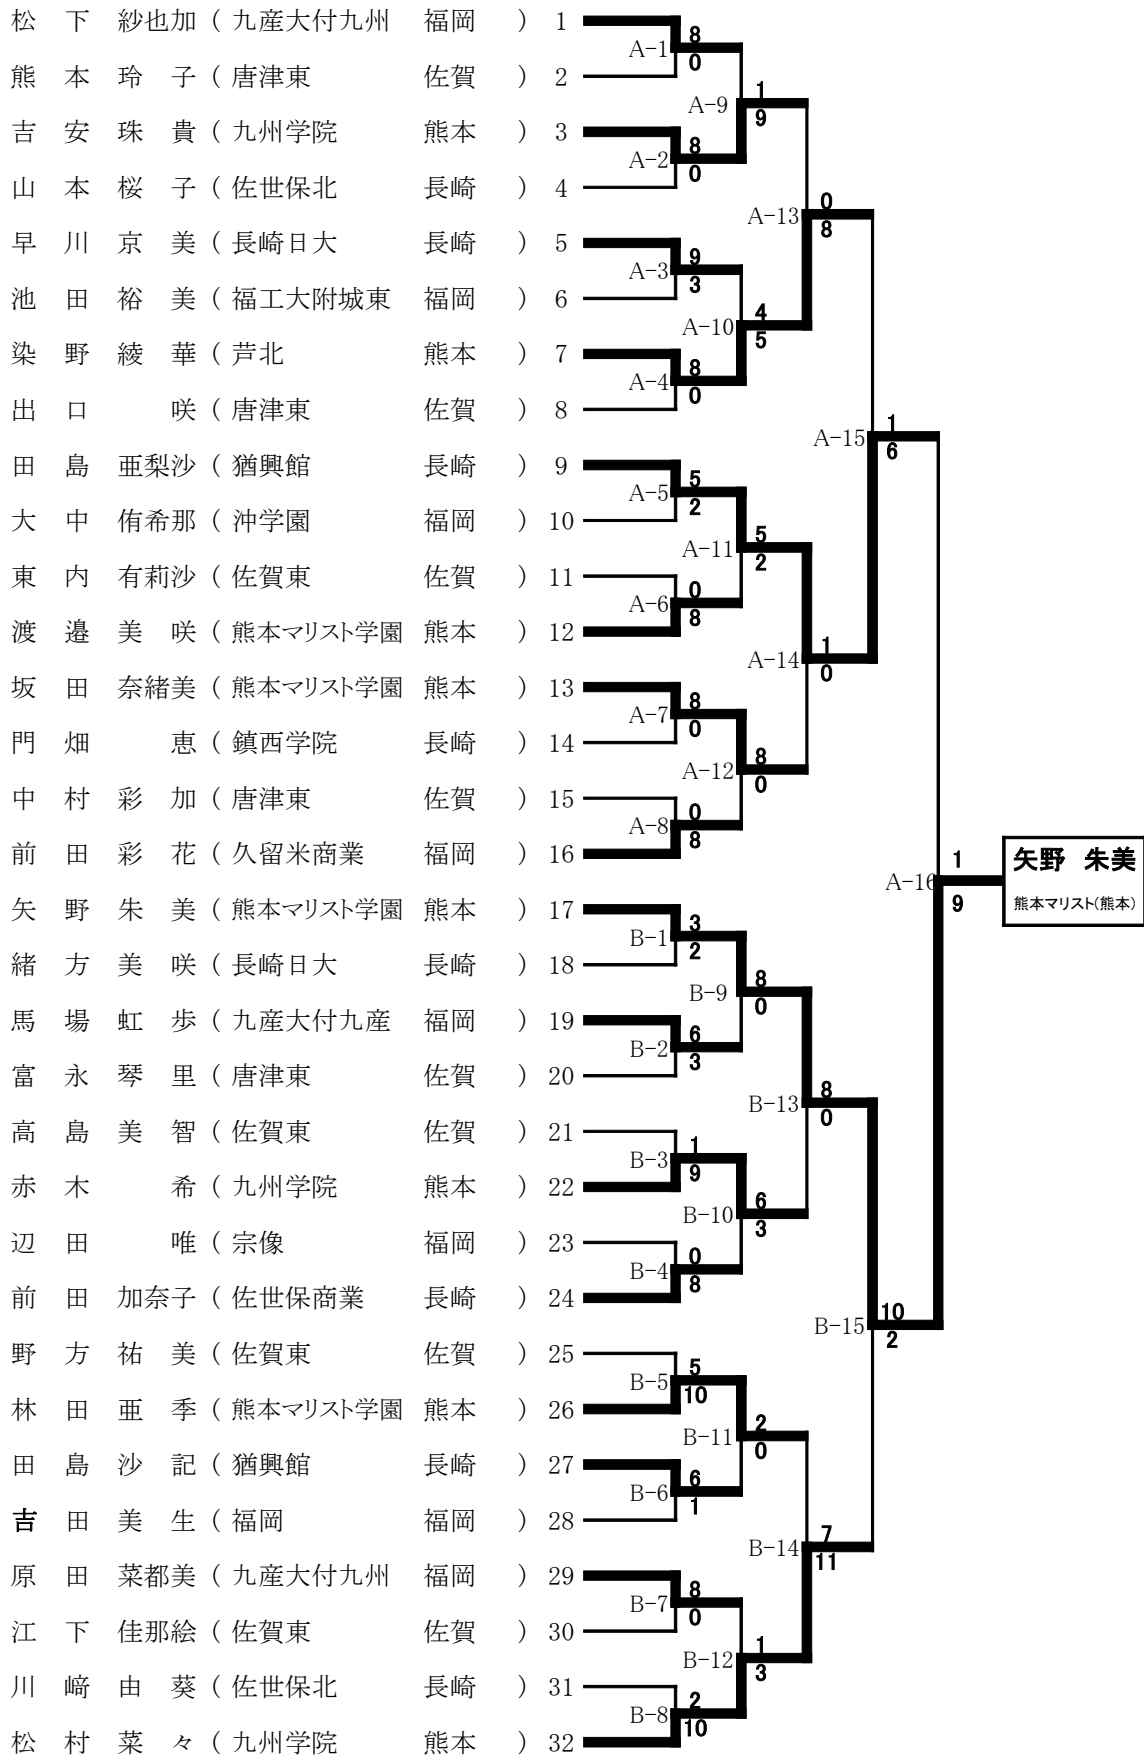 松下紗也加（九産大付九州 福岡）1
8
A-1
0
熊本玲子（唐津東 佐賀）2
1
A-9
9
吉安珠貴（九州学院 熊本）3
8
A-2
0
山本桜子（佐世保北 長崎）4
0
A-13
8
早川京美（長崎日大 長崎）5
9
A-3
3
池田裕美（福工大附城東 福岡）6
4
A-10
5
染野綾華（芦北 熊本）7
8
A-4
0
出口咲（唐津東 佐賀）8
1
A-15
6
田島亜梨沙（猶興館 長崎）9
5
A-5
2
大中侑希那（沖学園 福岡）10
5
A-11
2
東内有莉沙（佐賀東 佐賀）11
0
A-6
8
渡邉美咲（熊本マリスト学園 熊本）12
1
A-14
0
坂田奈緒美（熊本マリスト学園 熊本）13
8
A-7
0
門畑恵（鎮西学院 長崎）14
8
A-12
0
中村彩加（唐津東 佐賀）15
0
A-8
8
前田彩花（久留米商業 福岡）16
1
A-16
9
矢野 朱美
熊本マリスト(熊本)
矢野朱美（熊本マリスト学園 熊本）17
3
B-1
2
緒方美咲（長崎日大 長崎）18
8
B-9
0
馬場虹歩（九産大付九産 福岡）19
6
B-2
3
富永琴里（唐津東 佐賀）20
8
B-13
0
高島美智（佐賀東 佐賀）21
1
B-3
9
赤木希（九州学院 熊本）22
6
B-10
3
辺田唯（宗像 福岡）23
0
B-4
8
前田加奈子（佐世保商業 長崎）24
10
B-15
2
野方祐美（佐賀東 佐賀）25
5
B-5
10
林田亜季（熊本マリスト学園 熊本）26
2
B-11
0
田島沙記（猶興館 長崎）27
6
B-6
1
吉田美生（福岡 福岡）28
7
B-14
11
原田菜都美（九産大付九州 福岡）29
8
B-7
0
江下佳那絵（佐賀東 佐賀）30
1
B-12
3
川﨑由葵（佐世保北 長崎）31
2
B-8
10
松村菜々（九州学院 熊本）32